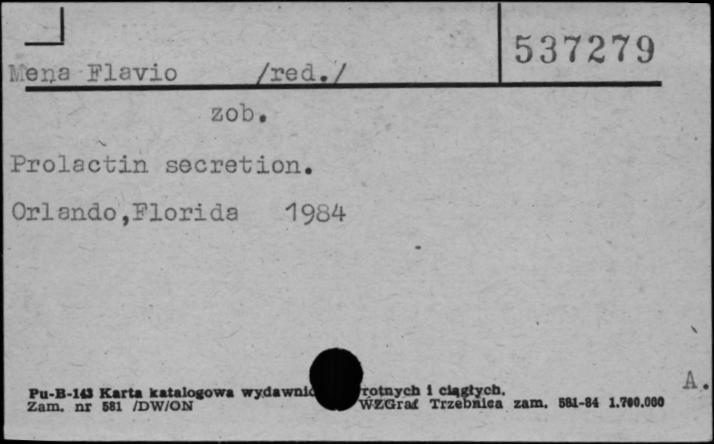 537279
Mena Flavio /red./
zob.
Prolactin secretion.
Orlando,Florida 1984
A.
Pu-B-143 Karta katalogowa wydawnic rotnych i ciągłych.
Zam. nr 581 /DW/ON WZGraf Trzebnica zam. 581-84 1.700.000